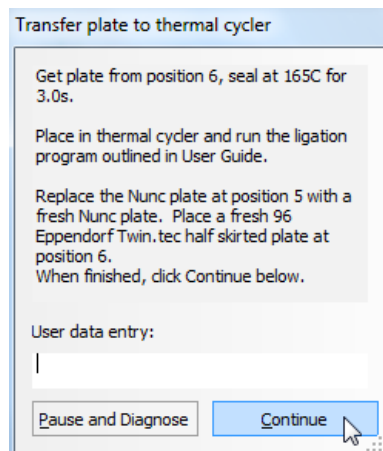 Transfer plate to thermal cycler
Get plate from position 6, seal at 165C for
3.0s.
Place in thermal cycler and run the ligation
program outlined in User Guide.
Replace the Nunc plate at position 5 with a
fresh Nunc plate.  Place a fresh 96
Eppendorf Twin.tec half skirted plate at
position 6.
When finished, click Continue below.
User data entry:
Pause and Diagnose
Continue